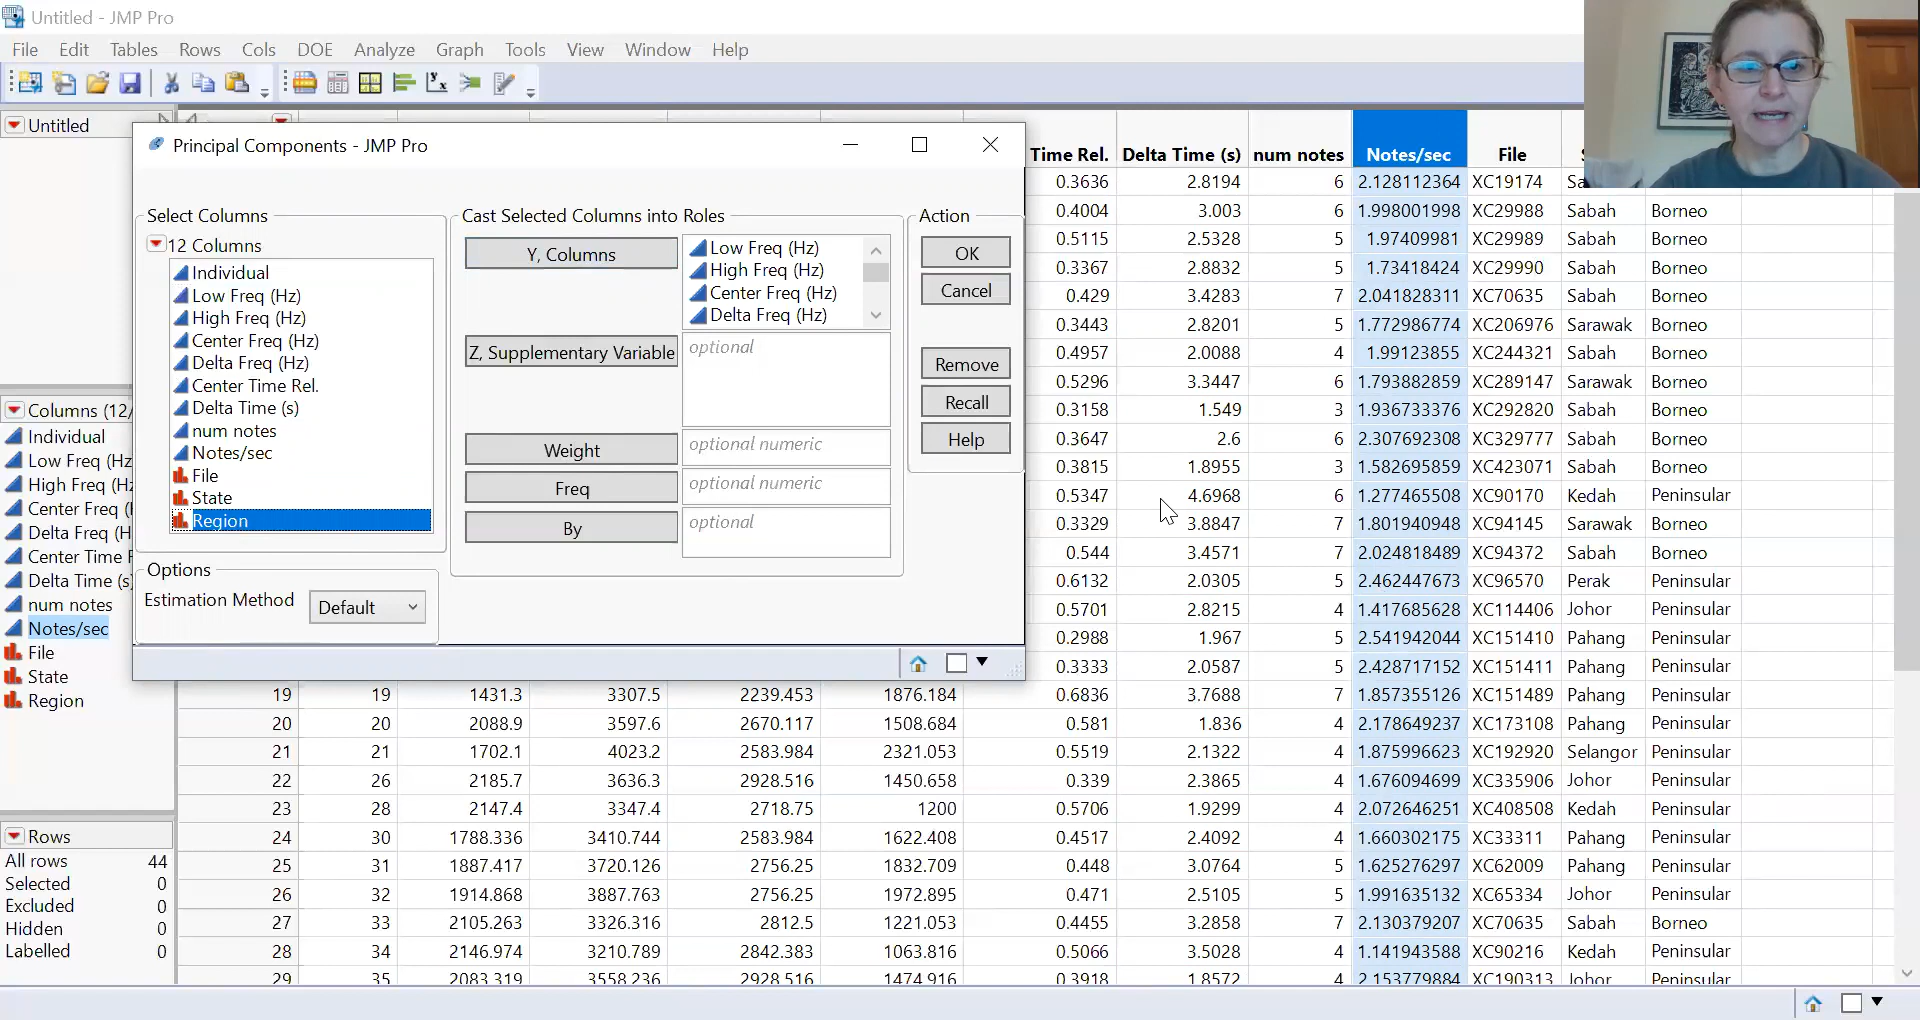 Untitled - JMP Pro
File Edit Tables Rows Cols DOE Analyze Graph Tools View Window Help
Untitled
Principal Components - JMP Pro
Select Columns
12 Columns
Individual
Low Freq (Hz)
High Freq (Hz)
Center Freq (Hz)
Delta Freq (Hz)
Center Time Rel.
Delta Time (s)
num notes
Notes/sec
File
State
Region
Options
Estimation Method Default
Cast Selected Columns into Roles
Y, Columns
Low Freq (Hz)
High Freq (Hz)
Center Freq (Hz)
Delta Freq (Hz)
Z, Supplementary Variable optional
Weight optional numeric
Freq optional numeric
By optional
Action
OK
Cancel
Remove
Recall
Help
Columns (12/
Individual
Low Freq (Hz
High Freq (Hz
Center Freq (
Delta Freq (H
Center Time F
Delta Time (s)
num notes
Notes/sec
File
State
Region
Rows
All rows 44
Selected 0
Excluded 0
Hidden 0
Labelled 0
Time Rel. Delta Time (s) num notes Notes/sec File S
0.3636 2.8194 6 2.128112364 XC19174 Sa
0.4004 3.003 6 1.998001998 XC29988 Sabah Borneo
0.5115 2.5328 5 1.97409981 XC29989 Sabah Borneo
0.3367 2.8832 5 1.73418424 XC29990 Sabah Borneo
0.429 3.4283 7 2.041828311 XC70635 Sabah Borneo
0.3443 2.8201 5 1.772986774 XC206976 Sarawak Borneo
0.4957 2.0088 4 1.99123855 XC244321 Sabah Borneo
0.5296 3.3447 6 1.793882859 XC289147 Sarawak Borneo
0.3158 1.549 3 1.936733376 XC292820 Sabah Borneo
0.3647 2.6 6 2.307692308 XC329777 Sabah Borneo
0.3815 1.8955 3 1.582695859 XC423071 Sabah Borneo
0.5347 4.6968 6 1.277465508 XC90170 Kedah Peninsular
0.3329 3.8847 7 1.801940948 XC94145 Sarawak Borneo
0.544 3.4571 7 2.024818489 XC94372 Sabah Borneo
0.6132 2.0305 5 2.462447673 XC96570 Perak Peninsular
0.5701 2.8215 4 1.417685628 XC114406 Johor Peninsular
0.2988 1.967 5 2.541942044 XC151410 Pahang Peninsular
0.3333 2.0587 5 2.428717152 XC151411 Pahang Peninsular
19 19 1431.3 3307.5 2239.453 1876.184 0.6836 3.7688 7 1.857355126 XC151489 Pahang Peninsular
20 20 2088.9 3597.6 2670.117 1508.684 0.581 1.836 4 2.178649237 XC173108 Pahang Peninsular
21 21 1702.1 4023.2 2583.984 2321.053 0.5519 2.1322 4 1.875996623 XC192920 Selangor Peninsular
22 26 2185.7 3636.3 2928.516 1450.658 0.339 2.3865 4 1.676094699 XC335906 Johor Peninsular
23 28 2147.4 3347.4 2718.75 1200 0.5706 1.9299 4 2.072646251 XC408508 Kedah Peninsular
24 30 1788.336 3410.744 2583.984 1622.408 0.4517 2.4092 4 1.660302175 XC33311 Pahang Peninsular
25 31 1887.417 3720.126 2756.25 1832.709 0.448 3.0764 5 1.625276297 XC62009 Pahang Peninsular
26 32 1914.868 3887.763 2756.25 1972.895 0.471 2.5105 5 1.991635132 XC65334 Johor Peninsular
27 33 2105.263 3326.316 2812.5 1221.053 0.4455 3.2858 7 2.130379207 XC70635 Sabah Borneo
28 34 2146.974 3210.789 2842.383 1063.816 0.5066 3.5028 4 1.141943588 XC90216 Kedah Peninsular
29 35 2083.319 3558.236 2928.516 1474.916 0.3918 1.8572 4 2.153779884 XC190313 Johor Peninsular